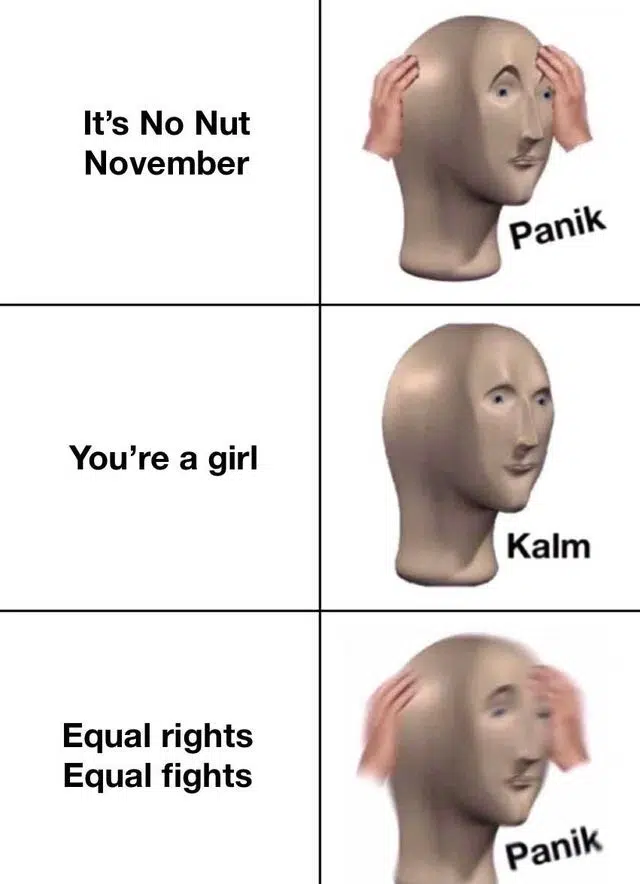 It’s No Nut
November
Panik
You’re a girl
Kalm
Equal rights
Equal fights
Panik